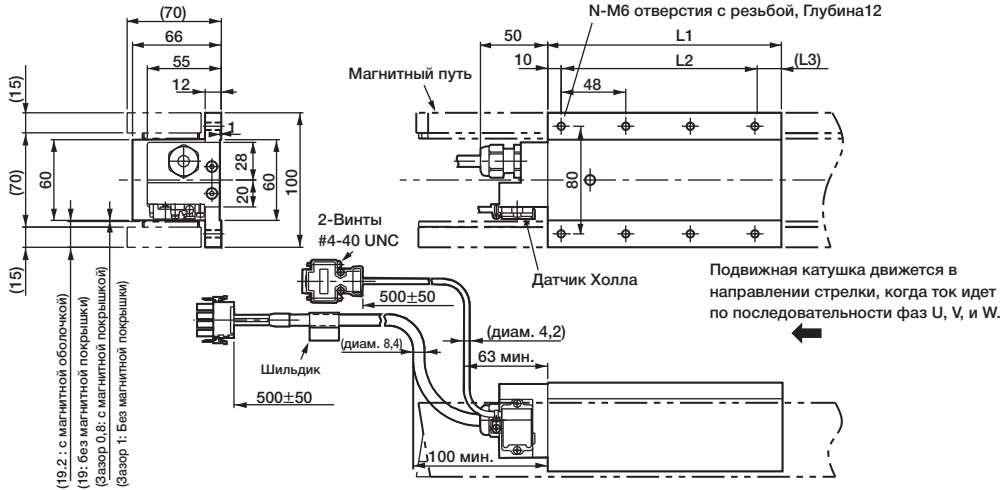 (70)
66
55
12
(15)
1
60
(70)
28
20
60
100
(15)
(19.2 : с магнитной оболочкой)
(19: без магнитной покрышки)
(Зазор 0,8: с магнитной покрышкой)
(Зазор 1: Без магнитной покрышки)
N-M6 отверстия с резьбой, Глубина12
50
L1
10
L2
(L3)
48
Магнитный путь
80
Датчик Холла
2-Винты
#4-40 UNC
500±50
(диам. 4,2)
(диам. 8,4)
63 мин.
Шильдик
500±50
100 мин.
Подвижная катушка движется в
направлении стрелки, когда ток идет
по последовательности фаз U, V, и W.